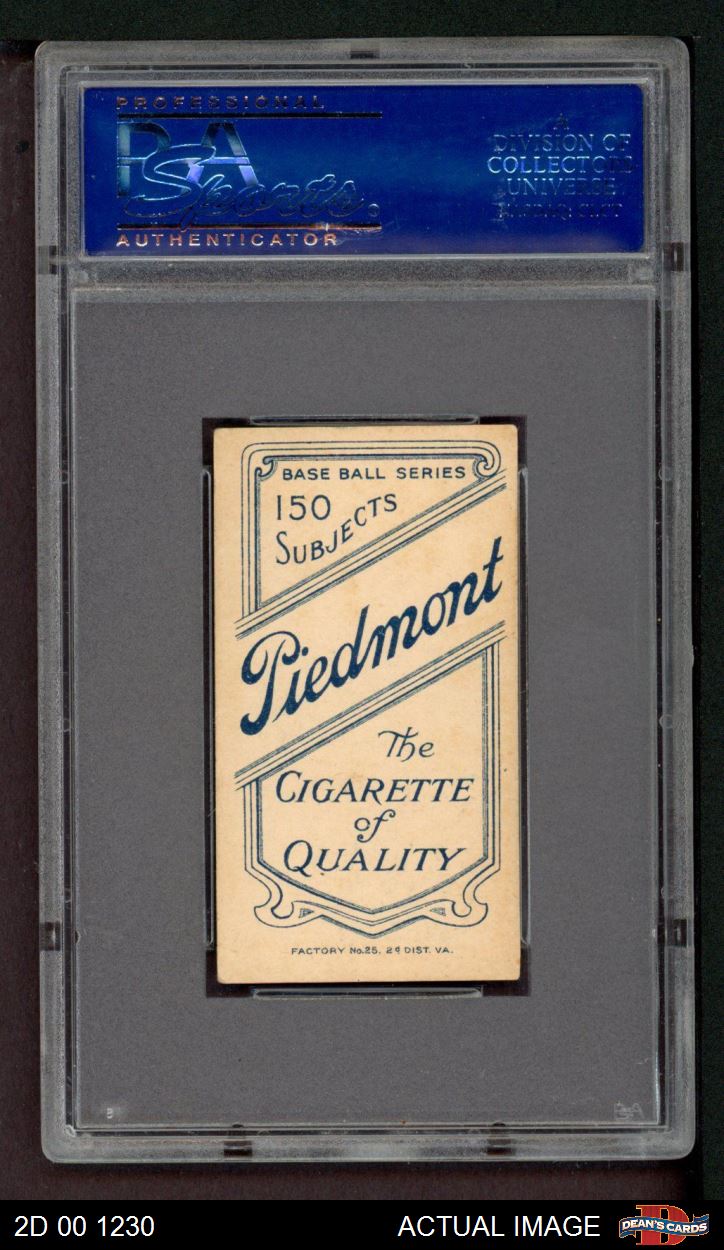 PROFESSIONAL
PSA
Sports
AUTHENTICATOR
A
DIVISION OF
COLLECTORS
UNIVERSE
BASE BALL SERIES
150
SUBJECTS
Piedmont
The
CIGARETTE
of
QUALITY
FACTORY No.25, 2d DIST. VA.
PSA
2D 00 1230
ACTUAL IMAGE
D
DEAN'S CARDS